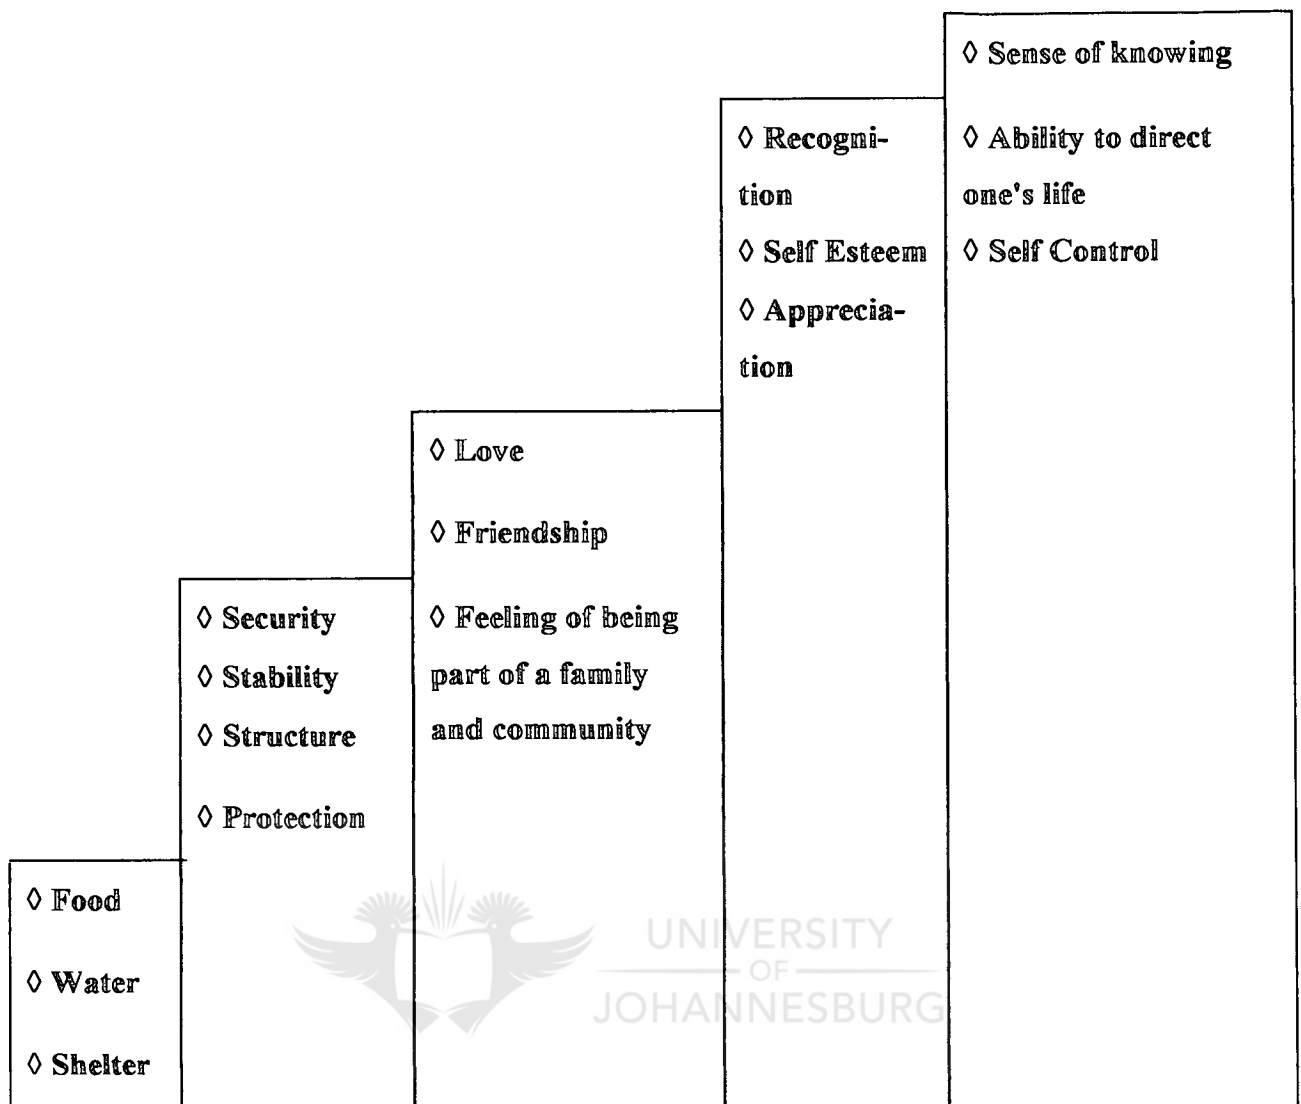 ◊ Food
◊ Water
◊ Shelter
◊ Security
◊ Stability
◊ Structure
◊ Protection
◊ Love
◊ Friendship
◊ Feeling of being
part of a family
and community
◊ Recogni-
tion
◊ Self Esteem
◊ Apprecia-
tion
◊ Sense of knowing
◊ Ability to direct
one's life
◊ Self Control
UNIVERSITY
OF
JOHANNESBURG